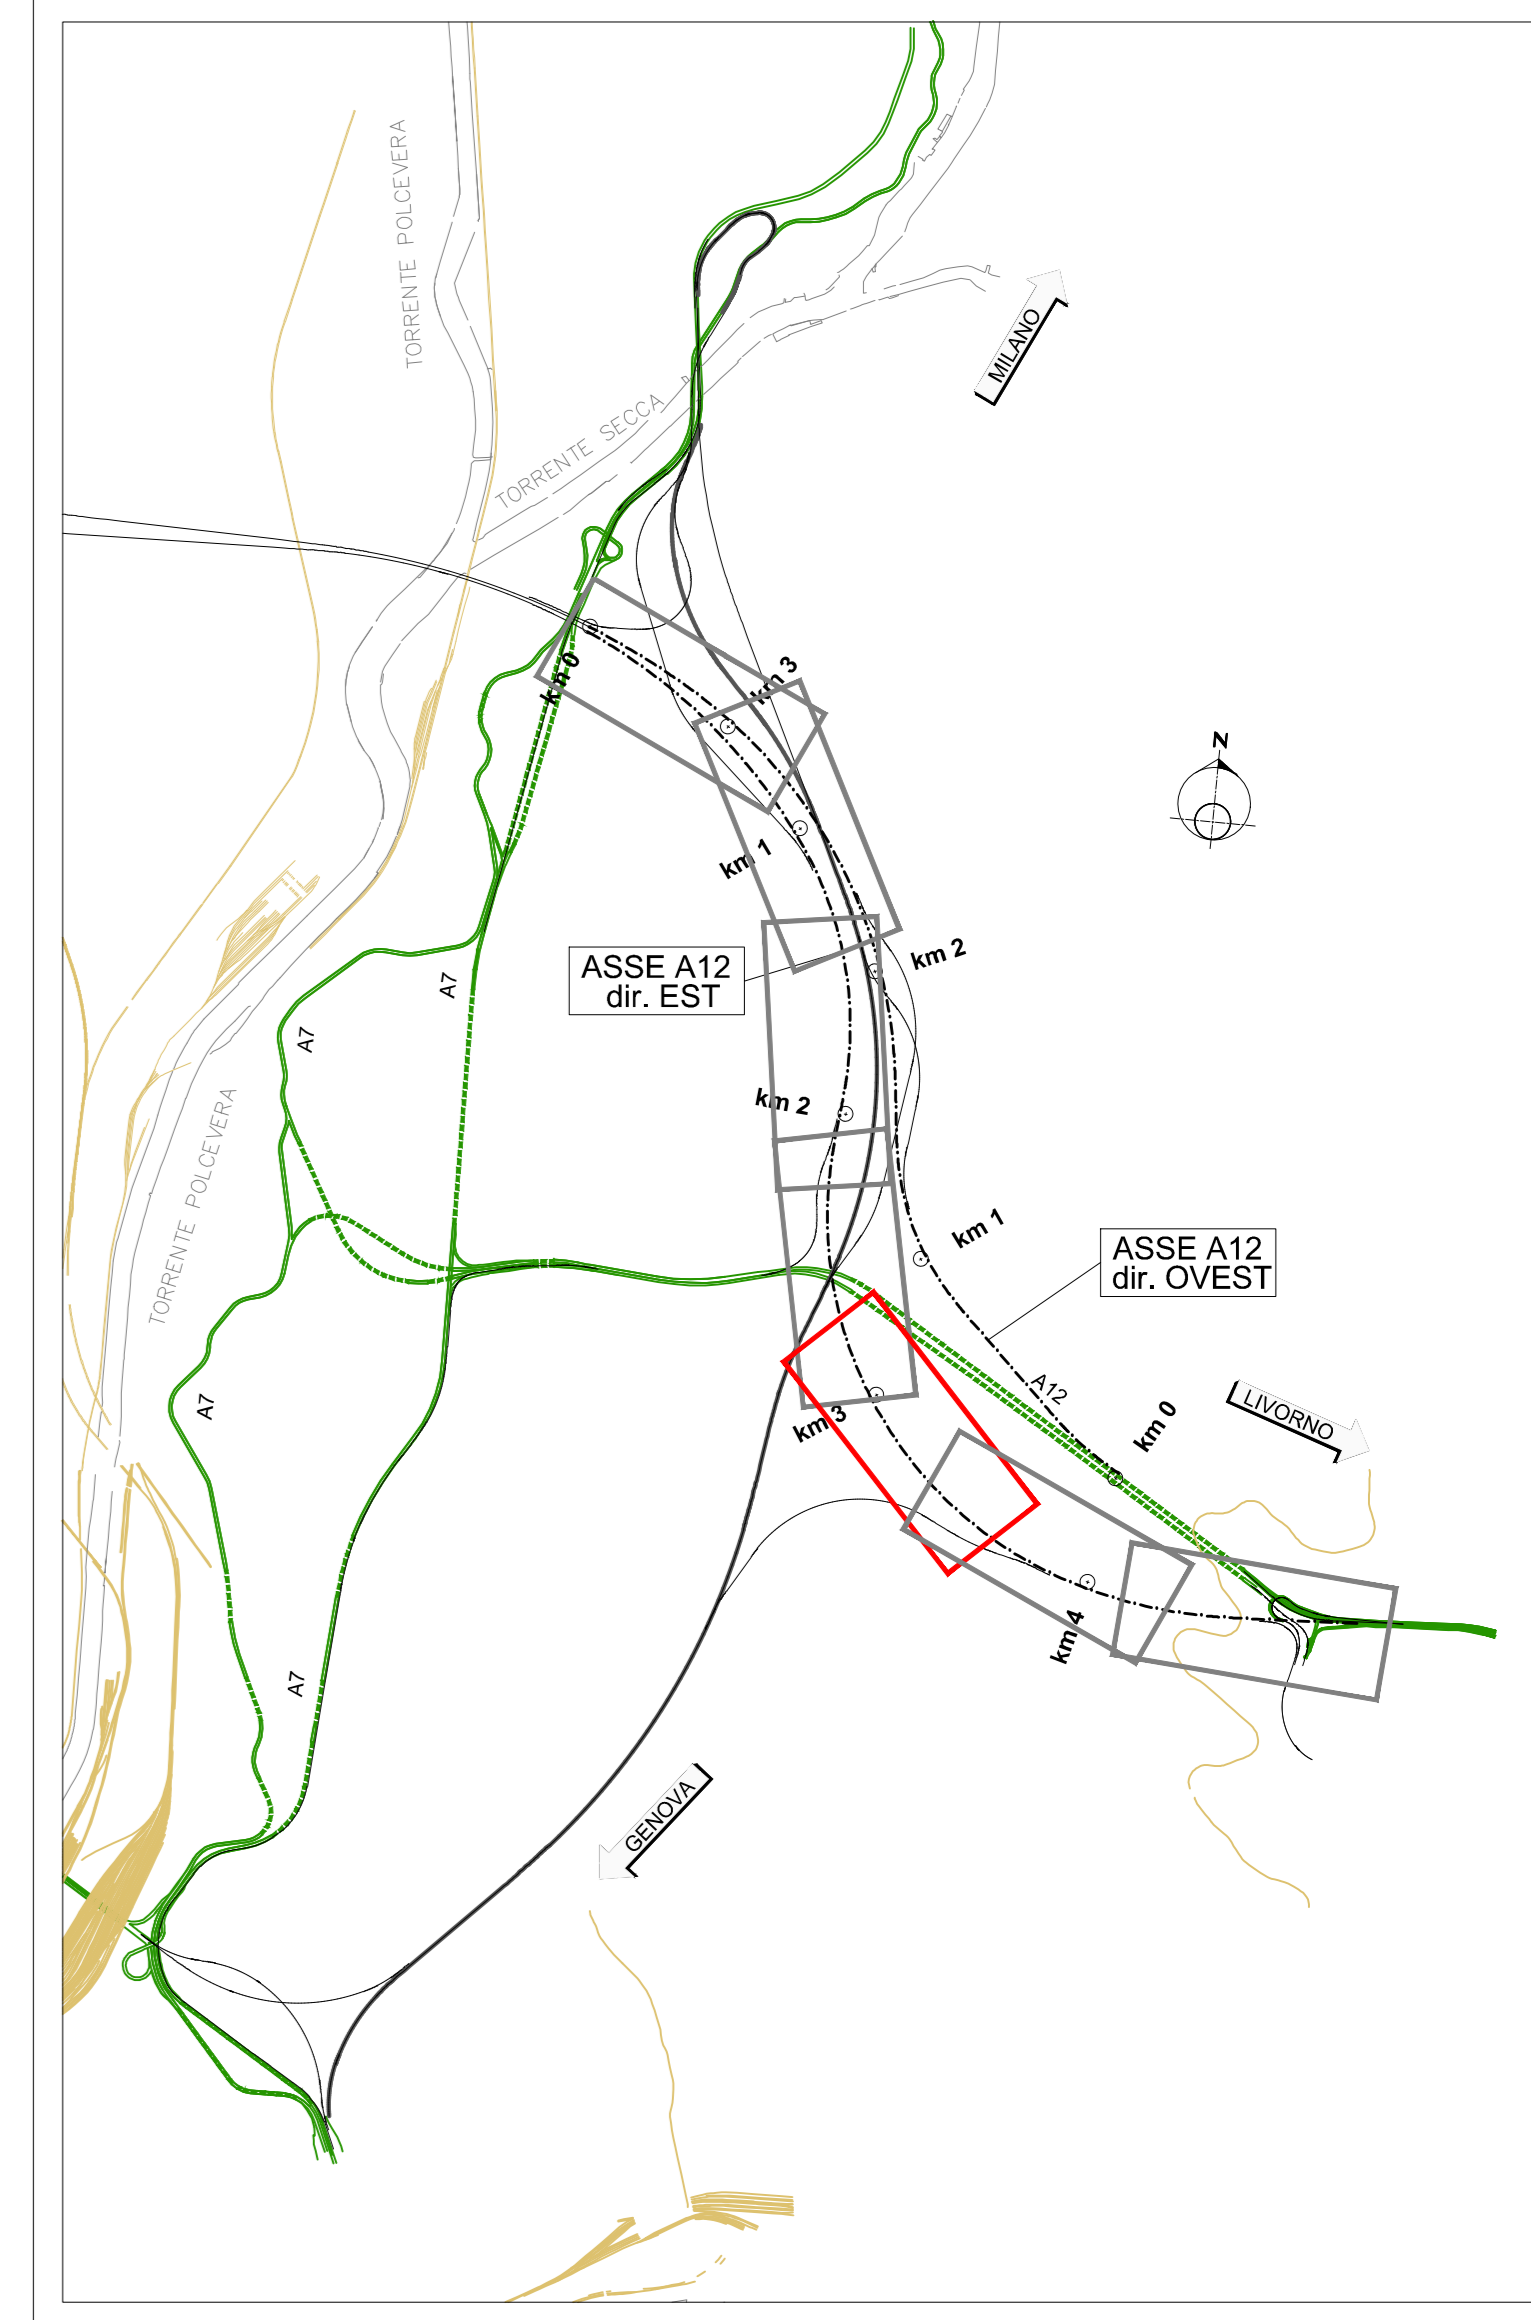 TORRENTE POLCEVERA
MILANO
TORRENTE SECCA
km 0
km 3
N
km 1
ASSE A12
dir. EST
km 2
A7
A7
km 2
TORRENTE POLCEVERA
km 1
ASSE A12
dir. OVEST
A12
LIVORNO
A7
km 3
km 0
km 4
A7
GENOVA